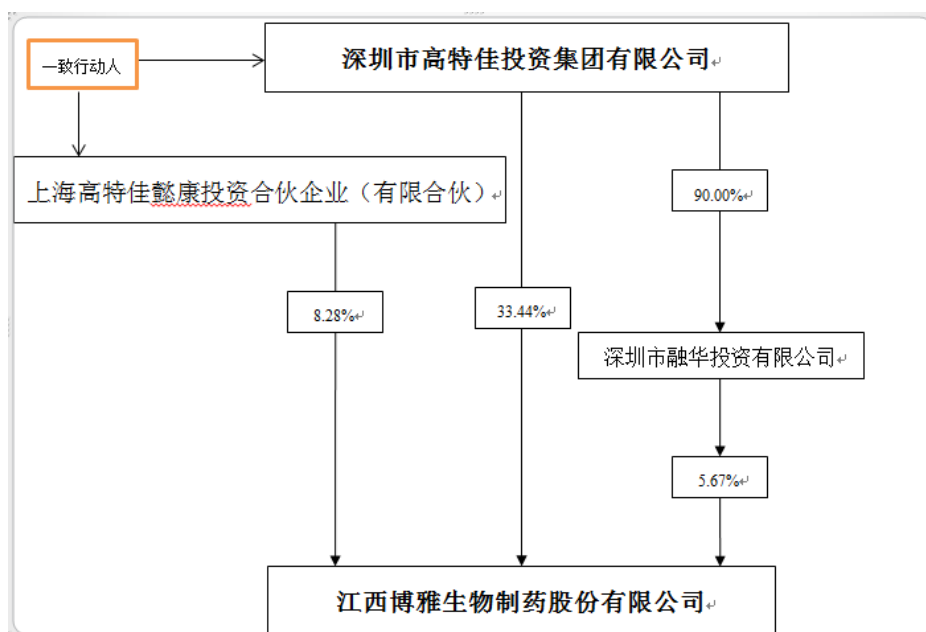 深圳市高特佳投资集团有限公司
一致行动人
上海高特佳懿康投资合伙企业（有限合伙）
90.00%
8.28%
33.44%
深圳市融华投资有限公司
5.67%
江西博雅生物制药股份有限公司